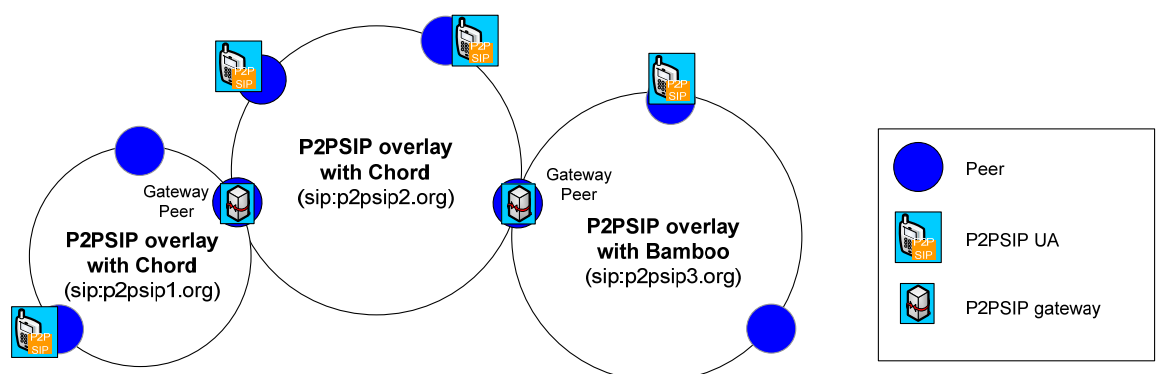 P2P
SIP
P2P
SIP
P2P
SIP
P2PSIP overlay
with Chord
(sip:p2psip2.org)
Gateway
Peer
Gateway
Peer
P2PSIP overlay
with Chord
(sip:p2psip1.org)
P2PSIP overlay
with Bamboo
(sip:p2psip3.org)
P2P
SIP
Peer
P2P
SIP
P2PSIP UA
P2PSIP gateway